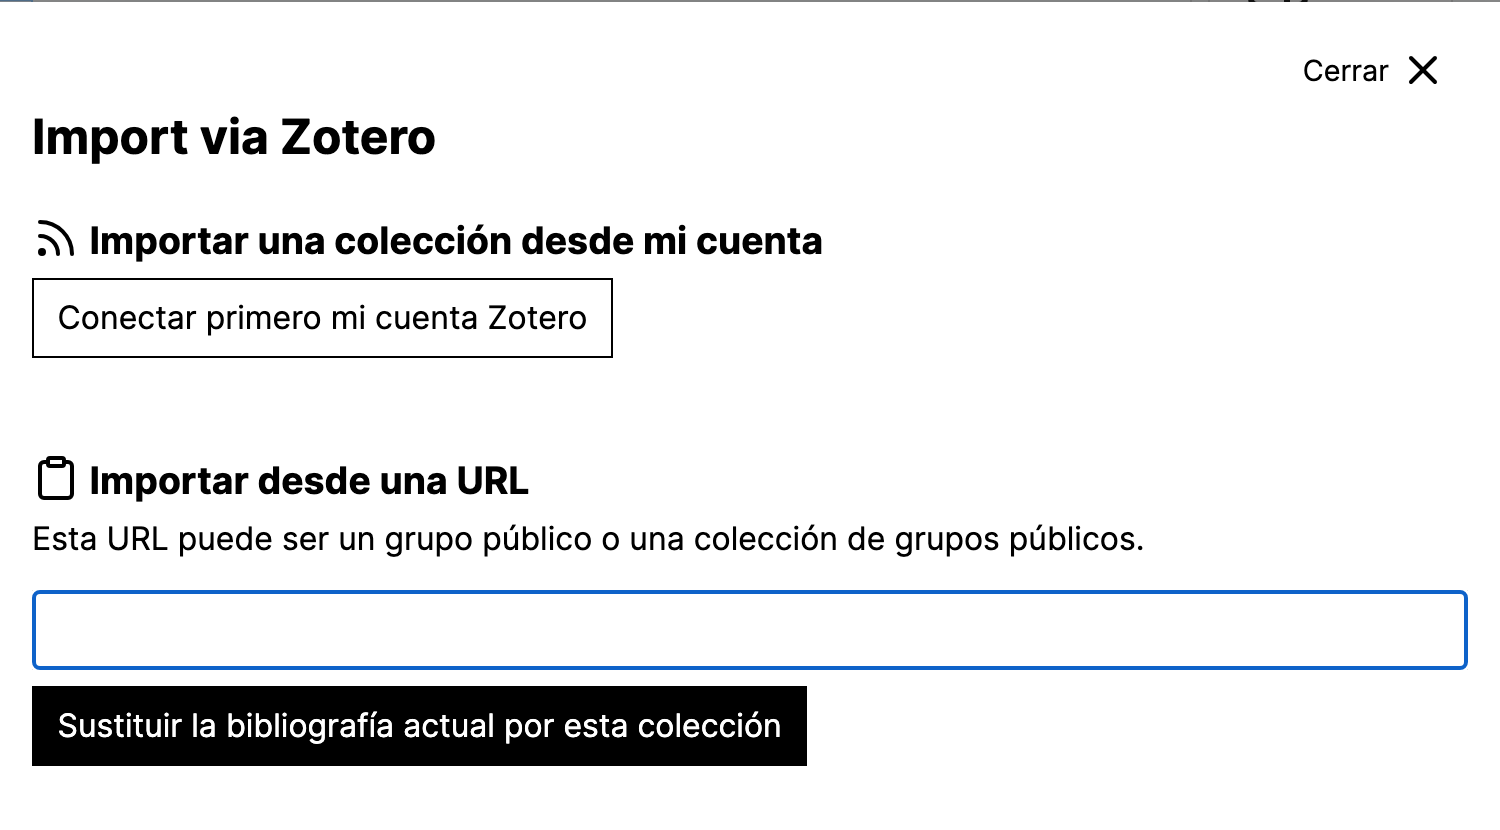 Cerrar
Import via Zotero
Importar una colección desde mi cuenta
Conectar primero mi cuenta Zotero
Importar desde una URL
Esta URL puede ser un grupo público o una colección de grupos públicos.
Sustituir la bibliografía actual por esta colección